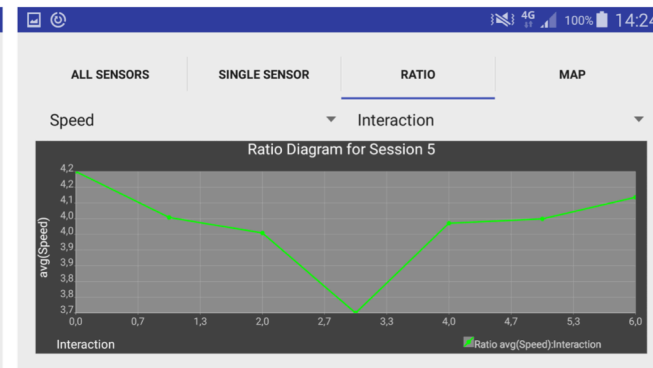 4G 100% 14:24
ALL SENSORS SINGLE SENSOR RATIO MAP
Speed Interaction
Ratio Diagram for Session 5
avg(Speed)
4,2
4,2
4,1
4,0
4,0
3,9
3,9
3,8
3,8
3,7
0,0 0,7 1,3 2,0 2,7 3,3 4,0 4,7 5,3 6,0
Interaction Ratio avg(Speed):Interaction